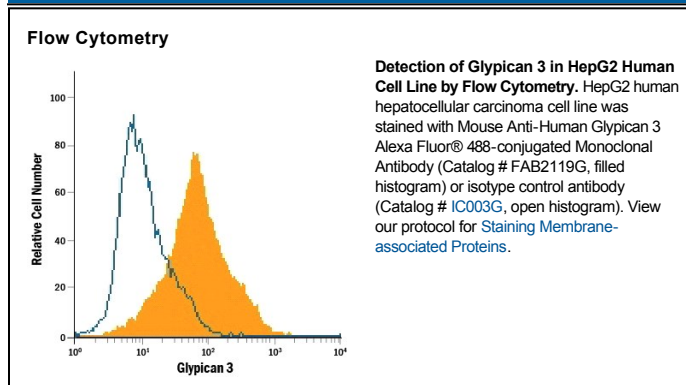 Flow Cytometry
Detection of Glypican 3 in HepG2 Human
Cell Line by Flow Cytometry. HepG2 human
hepatocellular carcinoma cell line was
stained with Mouse Anti-Human Glypican 3
Alexa Fluor® 488-conjugated Monoclonal
Antibody (Catalog # FAB2119G, filled
histogram) or isotype control antibody
(Catalog # IC003G, open histogram). View
our protocol for Staining Membrane-
associated Proteins.
Relative Cell Number
100
80
60
40
20
0
10⁰ 10¹ 10² 10³ 10⁴
Glypican 3